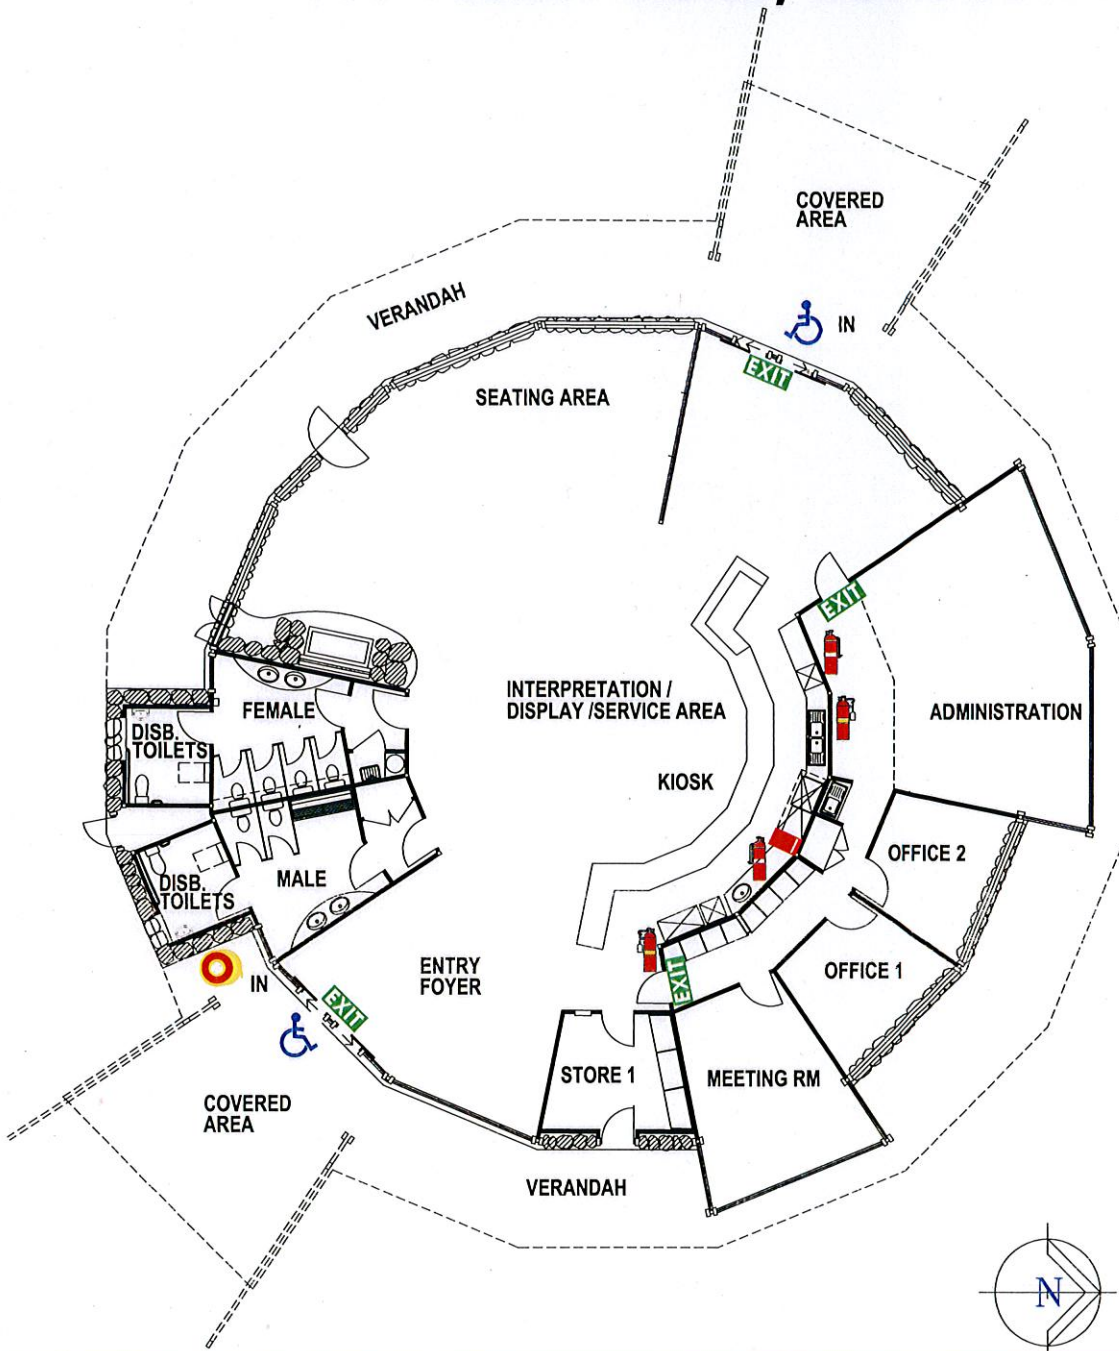 COVERED
AREA
VERANDAH
IN
EXIT
SEATING AREA
EXIT
INTERPRETATION /
DISPLAY /SERVICE AREA
ADMINISTRATION
FEMALE
DISB.
TOILETS
KIOSK
OFFICE 2
MALE
DISB.
TOILETS
ENTRY
FOYER
OFFICE 1
IN
EXIT
EXIT
STORE 1
MEETING RM
COVERED
AREA
VERANDAH
N